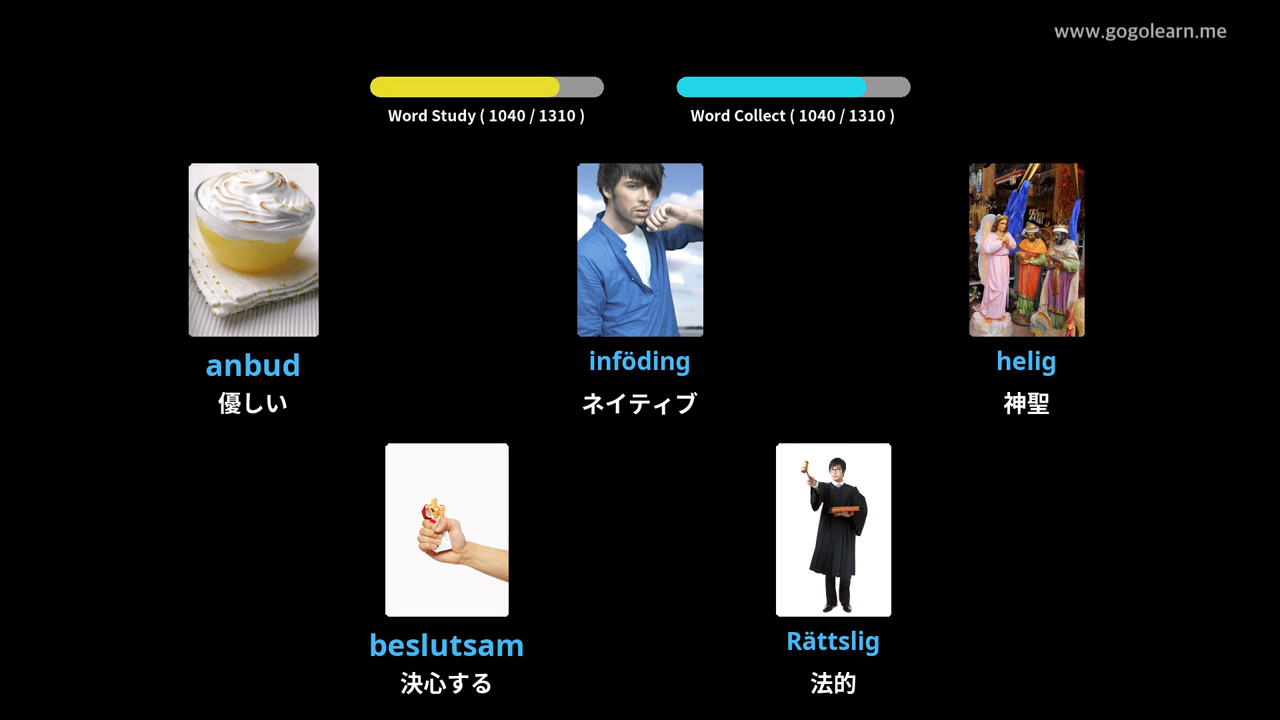 www.gogolearn.me
Word Study ( 1040 / 1310 )
Word Collect ( 1040 / 1310 )
anbud
優しい
inföding
ネイティブ
helig
神聖
beslutsam
決心する
Rättslig
法的